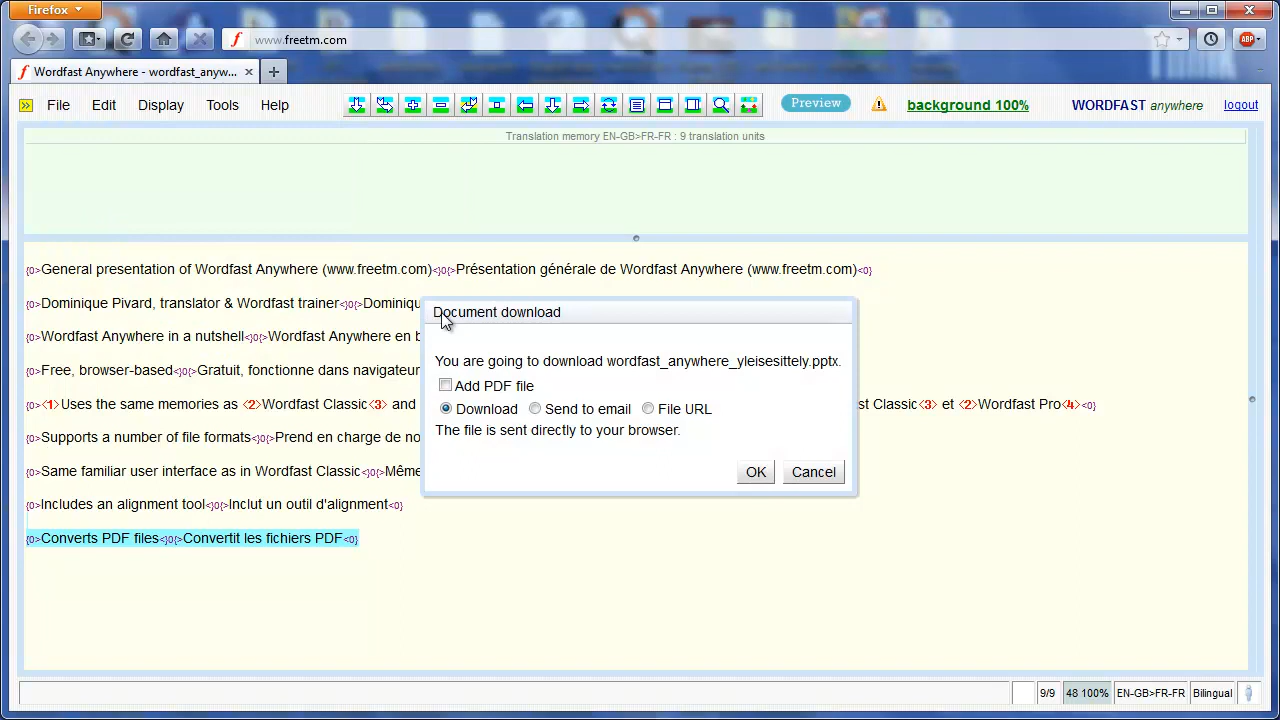 Firefox
www.freetm.com
ABP
Wordfast Anywhere - wordfast_anyw...
File Edit Display Tools Help Preview background 100% WORDFAST anywhere logout
Translation memory EN-GB>FR-FR : 9 translation units
{0>General presentation of Wordfast Anywhere (www.freetm.com)<}0{>Présentation générale de Wordfast Anywhere (www.freetm.com)<0}
{0>Dominique Pivard, translator & Wordfast trainer<}0{>Dominiqu
{0>Wordfast Anywhere in a nutshell<}0{>Wordfast Anywhere en b
{0>Free, browser-based<}0{>Gratuit, fonctionne dans navigateur
{0><1>Uses the same memories as <2>Wordfast Classic<3> and st Classic<3> et <2>Wordfast Pro<4><0}
{0>Supports a number of file formats<}0{>Prend en charge de no
{0>Same familiar user interface as in Wordfast Classic<}0{>Même
{0>Includes an alignment tool<}0{>Inclut un outil d'alignment<0}
{0>Converts PDF files<}0{>Convertit les fichiers PDF<0}
Document download
You are going to download wordfast_anywhere_yleisesittely.pptx.
Add PDF file
Download Send to email File URL
The file is sent directly to your browser.
OK Cancel
9/9 48 100% EN-GB>FR-FR Bilingual